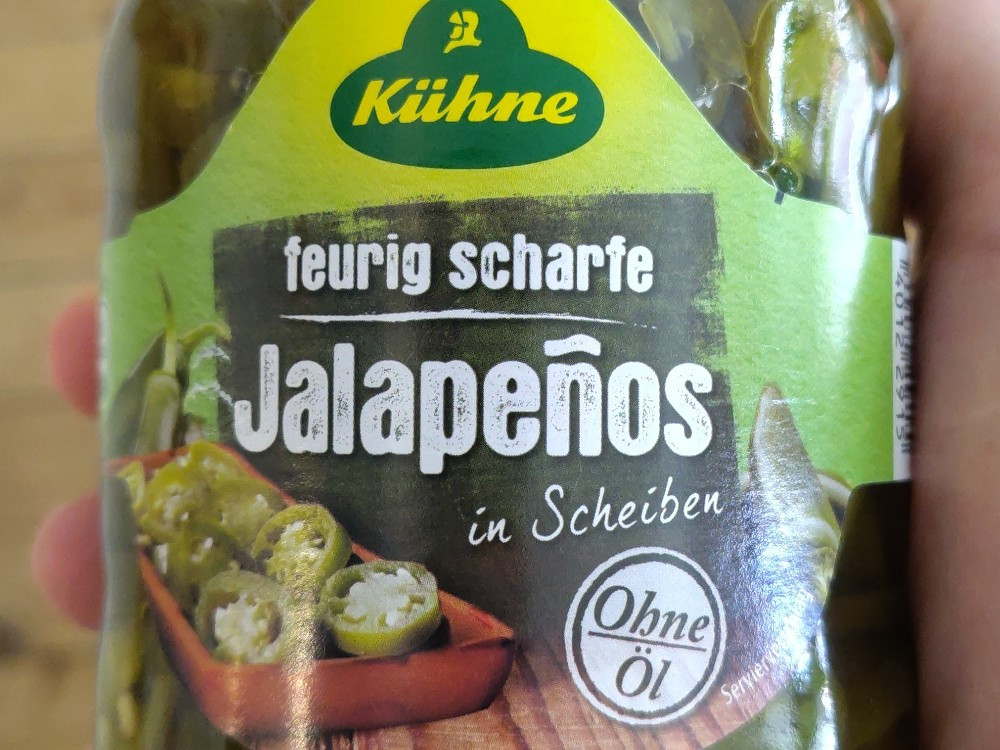 Kühne
feurig scharfe
Jalapeños
in Scheiben
Ohne
Öl